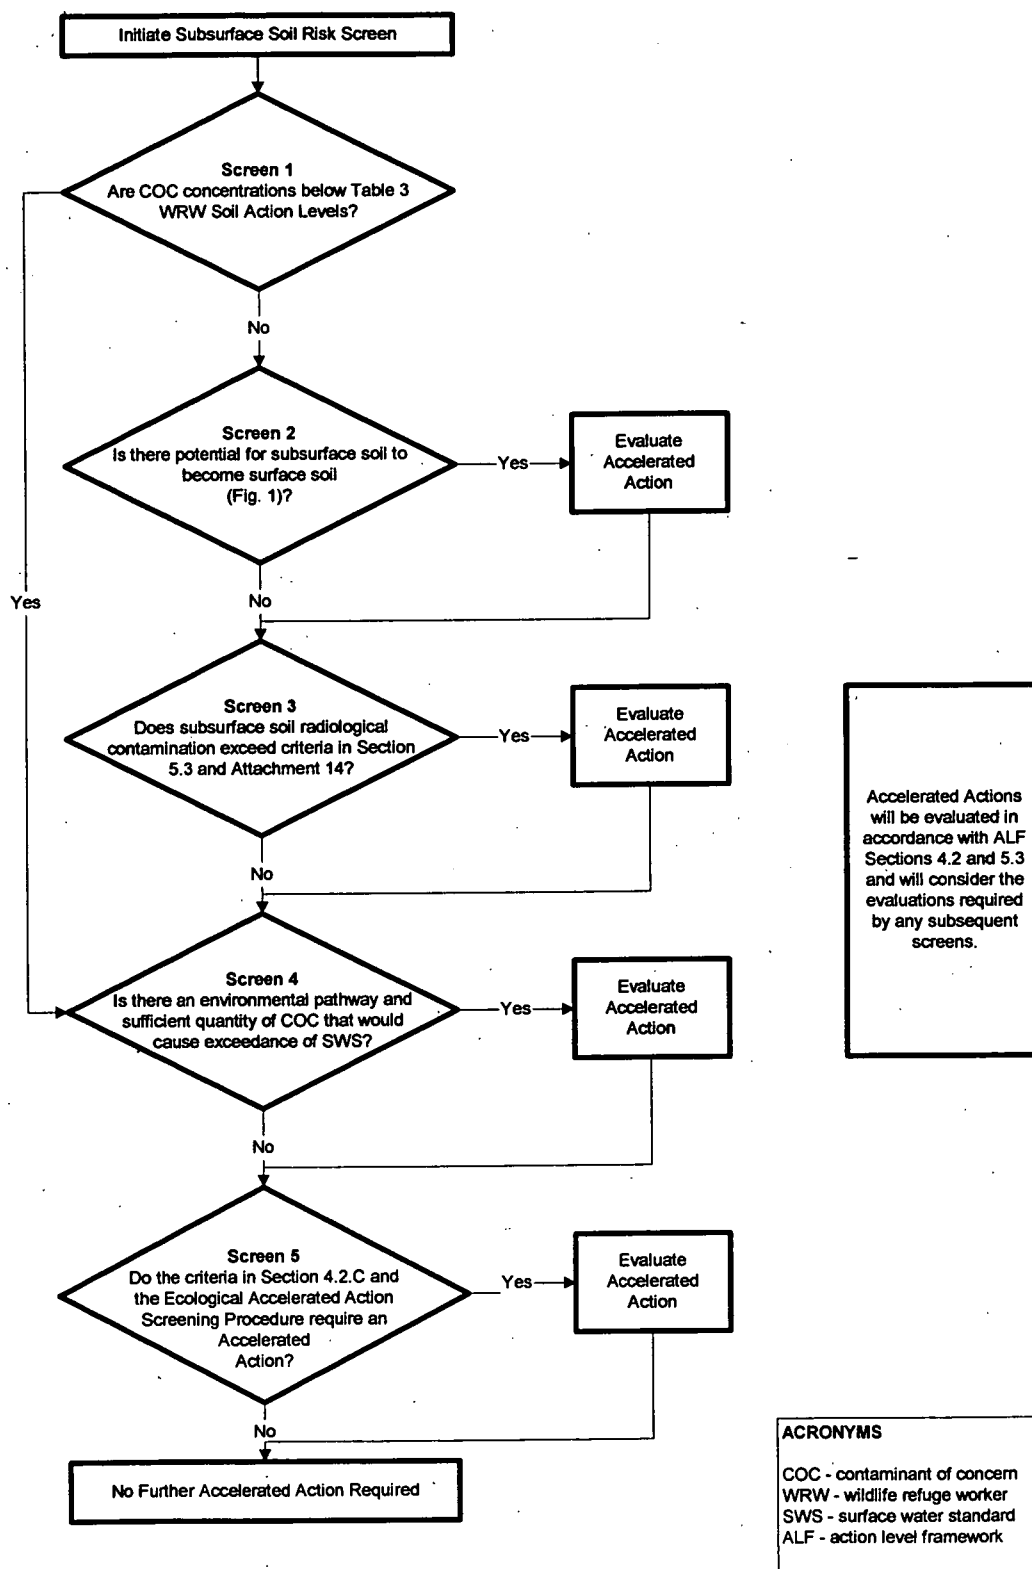 Initiate Subsurface Soil Risk Screen
Screen 1
Are COC concentrations below Table 3
WRW Soil Action Levels?
No
Screen 2
Is there potential for subsurface soil to
become surface soil
(Fig. 1)?
Yes
Evaluate
Accelerated
Action
Yes
No
Screen 3
Does subsurface soil radiological
contamination exceed criteria in Section
5.3 and Attachment 14?
Yes
Evaluate
Accelerated
Action
Accelerated Actions
will be evaluated in
accordance with ALF
Sections 4.2 and 5.3
and will consider the
evaluations required
by any subsequent
screens.
No
Screen 4
Is there an environmental pathway and
sufficient quantity of COC that would
cause exceedance of SWS?
Yes
Evaluate
Accelerated
Action
No
Screen 5
Do the criteria in Section 4.2.C and
the Ecological Accelerated Action
Screening Procedure require an
Accelerated
Action?
Yes
Evaluate
Accelerated
Action
No
No Further Accelerated Action Required
ACRONYMS
COC - contaminant of concern
WRW - wildlife refuge worker
SWS - surface water standard
ALF - action level framework